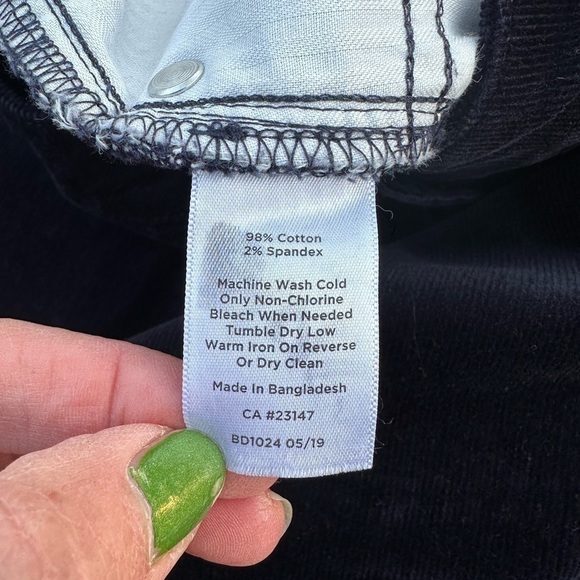 98% Cotton
2% Spandex
Machine Wash Cold
Only Non-Chlorine
Bleach When Needed
Tumble Dry Low
Warm Iron On Reverse
Or Dry Clean
Made In Bangladesh
CA #23147
BD1024 05/19